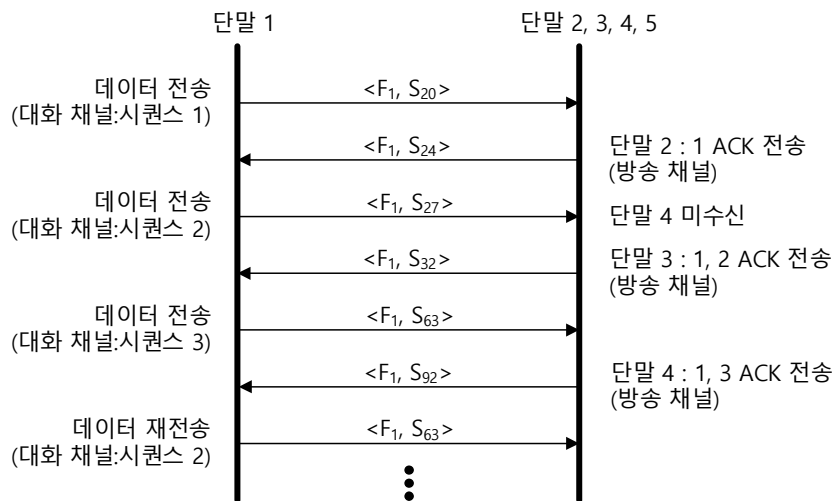 단말 1
단말 2, 3, 4, 5
데이터 전송
(대화 채널:시퀀스 1)
<F₁, S₂₀>
<F₁, S₂₄>
단말 2 : 1 ACK 전송
(방송 채널)
데이터 전송
(대화 채널:시퀀스 2)
<F₁, S₂₇>
단말 4 미수신
<F₁, S₃₂>
단말 3 : 1, 2 ACK 전송
(방송 채널)
데이터 전송
(대화 채널:시퀀스 3)
<F₁, S₆₃>
<F₁, S₉₂>
단말 4 : 1, 3 ACK 전송
(방송 채널)
데이터 재전송
(대화 채널:시퀀스 2)
<F₁, S₆₃>